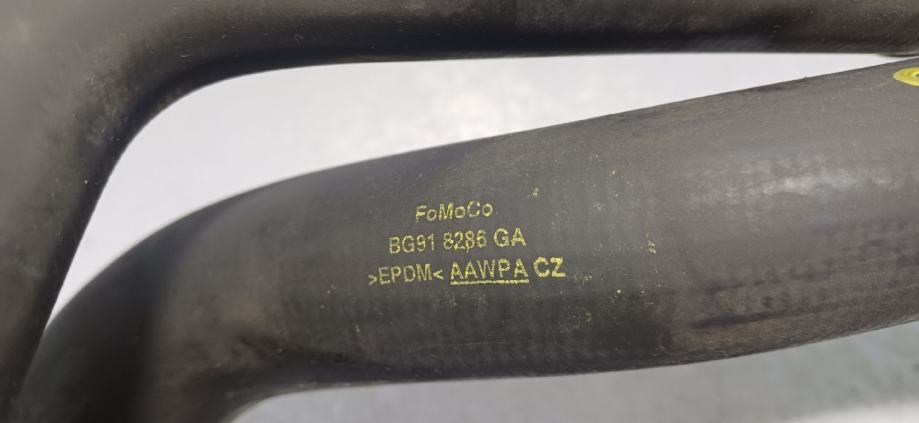 FoMoCo
BG91 8286 GA
>EPDM< AAWPA CZ